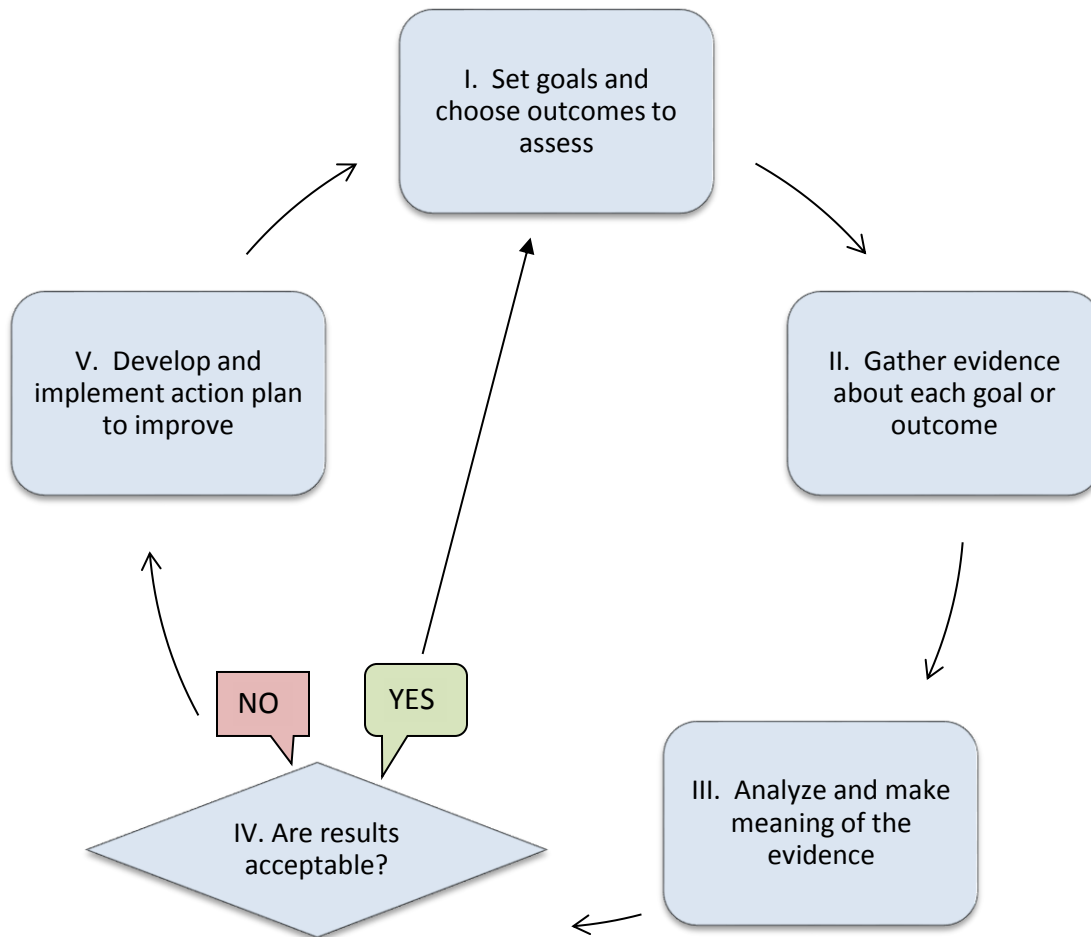 I.  Set goals and
choose outcomes to
assess
II.  Gather evidence
about each goal or
outcome
III.  Analyze and make
meaning of the
evidence
IV. Are results
acceptable?
NO
YES
V.  Develop and
implement action plan
to improve